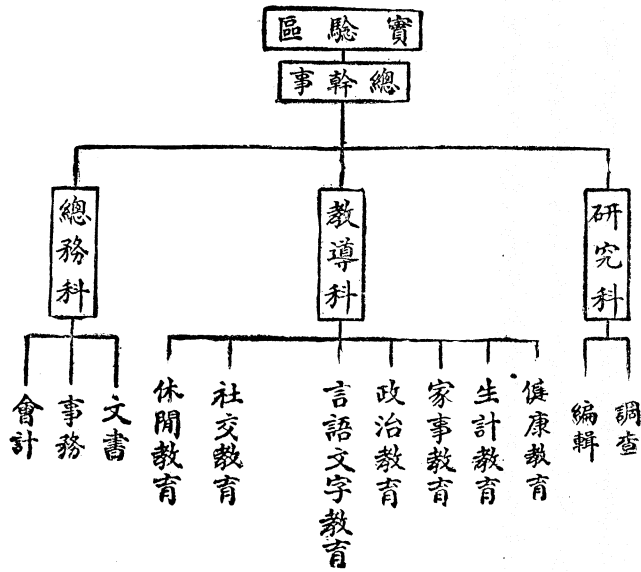 實驗區
總幹事
研究科
教導科
總務科
調查
編輯
健康教育
生計教育
家事教育
政治教育
言語文字教育
社交教育
休閒教育
文書
事務
會計